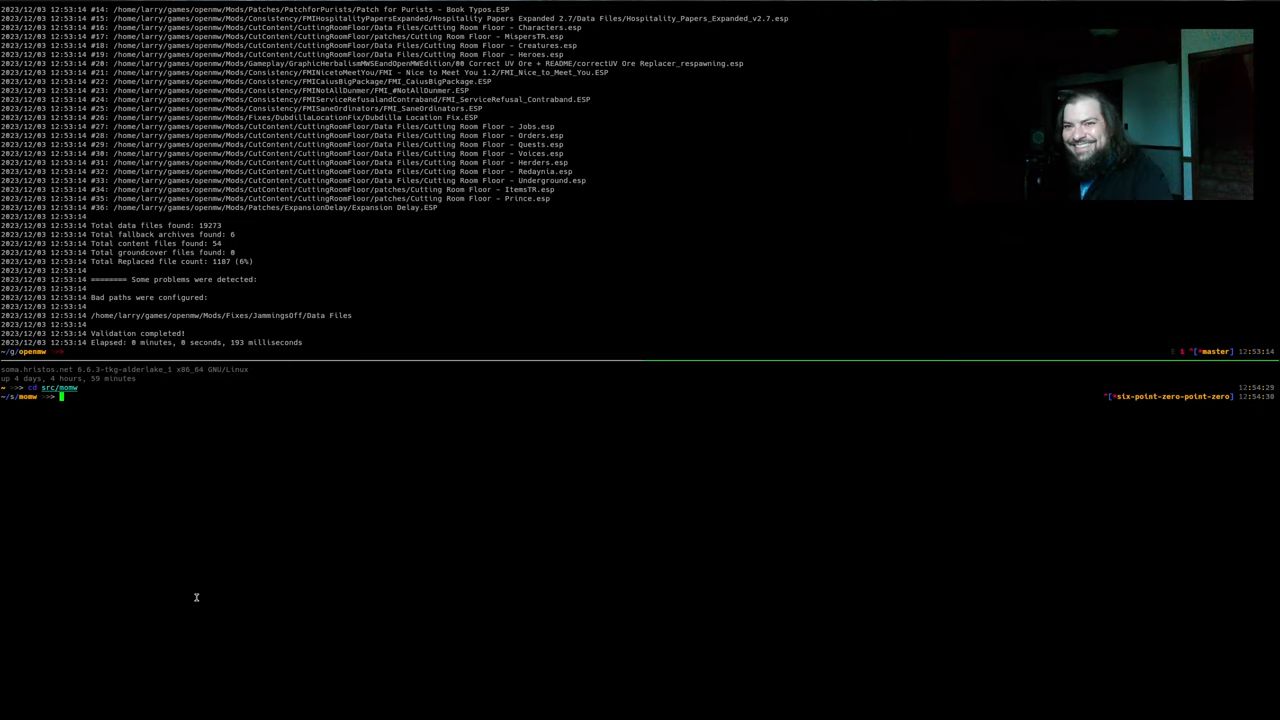 2023/12/03 12:53:14 #14: /home/larry/games/openmw/Mods/Patches/PatchforPurists/Patch for Purists - Book Typos.ESP
2023/12/03 12:53:14 #15: /home/larry/games/openmw/Mods/Consistency/FMIHospitalityPapersExpanded/Hospitality Papers Expanded 2.7/Data Files/Hospitality_Papers_Expanded_v2.7.esp
2023/12/03 12:53:14 #16: /home/larry/games/openmw/Mods/CutContent/CuttingRoomFloor/Data Files/Cutting Room Floor - Characters.esp
2023/12/03 12:53:14 #17: /home/larry/games/openmw/Mods/CutContent/CuttingRoomFloor/patches/Cutting Room Floor - MispersTR.esp
2023/12/03 12:53:14 #18: /home/larry/games/openmw/Mods/CutContent/CuttingRoomFloor/Data Files/Cutting Room Floor - Creatures.esp
2023/12/03 12:53:14 #19: /home/larry/games/openmw/Mods/CutContent/CuttingRoomFloor/Data Files/Cutting Room Floor - Heroes.esp
2023/12/03 12:53:14 #20: /home/larry/games/openmw/Mods/Gameplay/GraphicHerbalismMWSEandOpenMWEdition/00 Correct UV Ore + README/correctUV Ore Replacer_respawning.esp
2023/12/03 12:53:14 #21: /home/larry/games/openmw/Mods/Consistency/FMINicetoMeetYou/FMI - Nice to Meet You 1.2/FMI_Nice_to_Meet_You.ESP
2023/12/03 12:53:14 #22: /home/larry/games/openmw/Mods/Consistency/FMICaiusBigPackage/FMI_CaiusBigPackage.ESP
2023/12/03 12:53:14 #23: /home/larry/games/openmw/Mods/Consistency/FMINotAllDunmer/FMI_#NotAllDunmer.ESP
2023/12/03 12:53:14 #24: /home/larry/games/openmw/Mods/Consistency/FMIServiceRefusalandContraband/FMI_ServiceRefusal_Contraband.ESP
2023/12/03 12:53:14 #25: /home/larry/games/openmw/Mods/Consistency/FMISaneOrdinators/FMI_SaneOrdinators.ESP
2023/12/03 12:53:14 #26: /home/larry/games/openmw/Mods/Fixes/DubdillaLocationFix/Dubdilla Location Fix.ESP
2023/12/03 12:53:14 #27: /home/larry/games/openmw/Mods/CutContent/CuttingRoomFloor/Data Files/Cutting Room Floor - Jobs.esp
2023/12/03 12:53:14 #28: /home/larry/games/openmw/Mods/CutContent/CuttingRoomFloor/Data Files/Cutting Room Floor - Orders.esp
2023/12/03 12:53:14 #29: /home/larry/games/openmw/Mods/CutContent/CuttingRoomFloor/Data Files/Cutting Room Floor - Quests.esp
2023/12/03 12:53:14 #30: /home/larry/games/openmw/Mods/CutContent/CuttingRoomFloor/Data Files/Cutting Room Floor - Voices.esp
2023/12/03 12:53:14 #31: /home/larry/games/openmw/Mods/CutContent/CuttingRoomFloor/Data Files/Cutting Room Floor - Herders.esp
2023/12/03 12:53:14 #32: /home/larry/games/openmw/Mods/CutContent/CuttingRoomFloor/Data Files/Cutting Room Floor - Redaynia.esp
2023/12/03 12:53:14 #33: /home/larry/games/openmw/Mods/CutContent/CuttingRoomFloor/Data Files/Cutting Room Floor - Underground.esp
2023/12/03 12:53:14 #34: /home/larry/games/openmw/Mods/CutContent/CuttingRoomFloor/patches/Cutting Room Floor - ItemsTR.esp
2023/12/03 12:53:14 #35: /home/larry/games/openmw/Mods/CutContent/CuttingRoomFloor/patches/Cutting Room Floor - Prince.esp
2023/12/03 12:53:14 #36: /home/larry/games/openmw/Mods/Patches/ExpansionDelay/Expansion Delay.ESP
2023/12/03 12:53:14
2023/12/03 12:53:14 Total data files found: 19273
2023/12/03 12:53:14 Total fallback archives found: 6
2023/12/03 12:53:14 Total content files found: 54
2023/12/03 12:53:14 Total groundcover files found: 0
2023/12/03 12:53:14 Total Replaced file count: 1187 (6%)
2023/12/03 12:53:14
2023/12/03 12:53:14 ======== Some problems were detected:
2023/12/03 12:53:14
2023/12/03 12:53:14 Bad paths were configured:
2023/12/03 12:53:14
2023/12/03 12:53:14 /home/larry/games/openmw/Mods/Fixes/JammingsOff/Data Files
2023/12/03 12:53:14
2023/12/03 12:53:14 Validation completed!
2023/12/03 12:53:14 Elapsed: 0 minutes, 0 seconds, 193 milliseconds
~/g/openmw >>> 1 ^[*master] 12:53:14
soma.hristos.net 6.6.3-tkg-alderlake_1 x86_64 GNU/Linux
up 4 days, 4 hours, 59 minutes
~ >>> cd src/momw 12:54:29
~/s/momw >>> ^[*six-point-zero-point-zero] 12:54:30